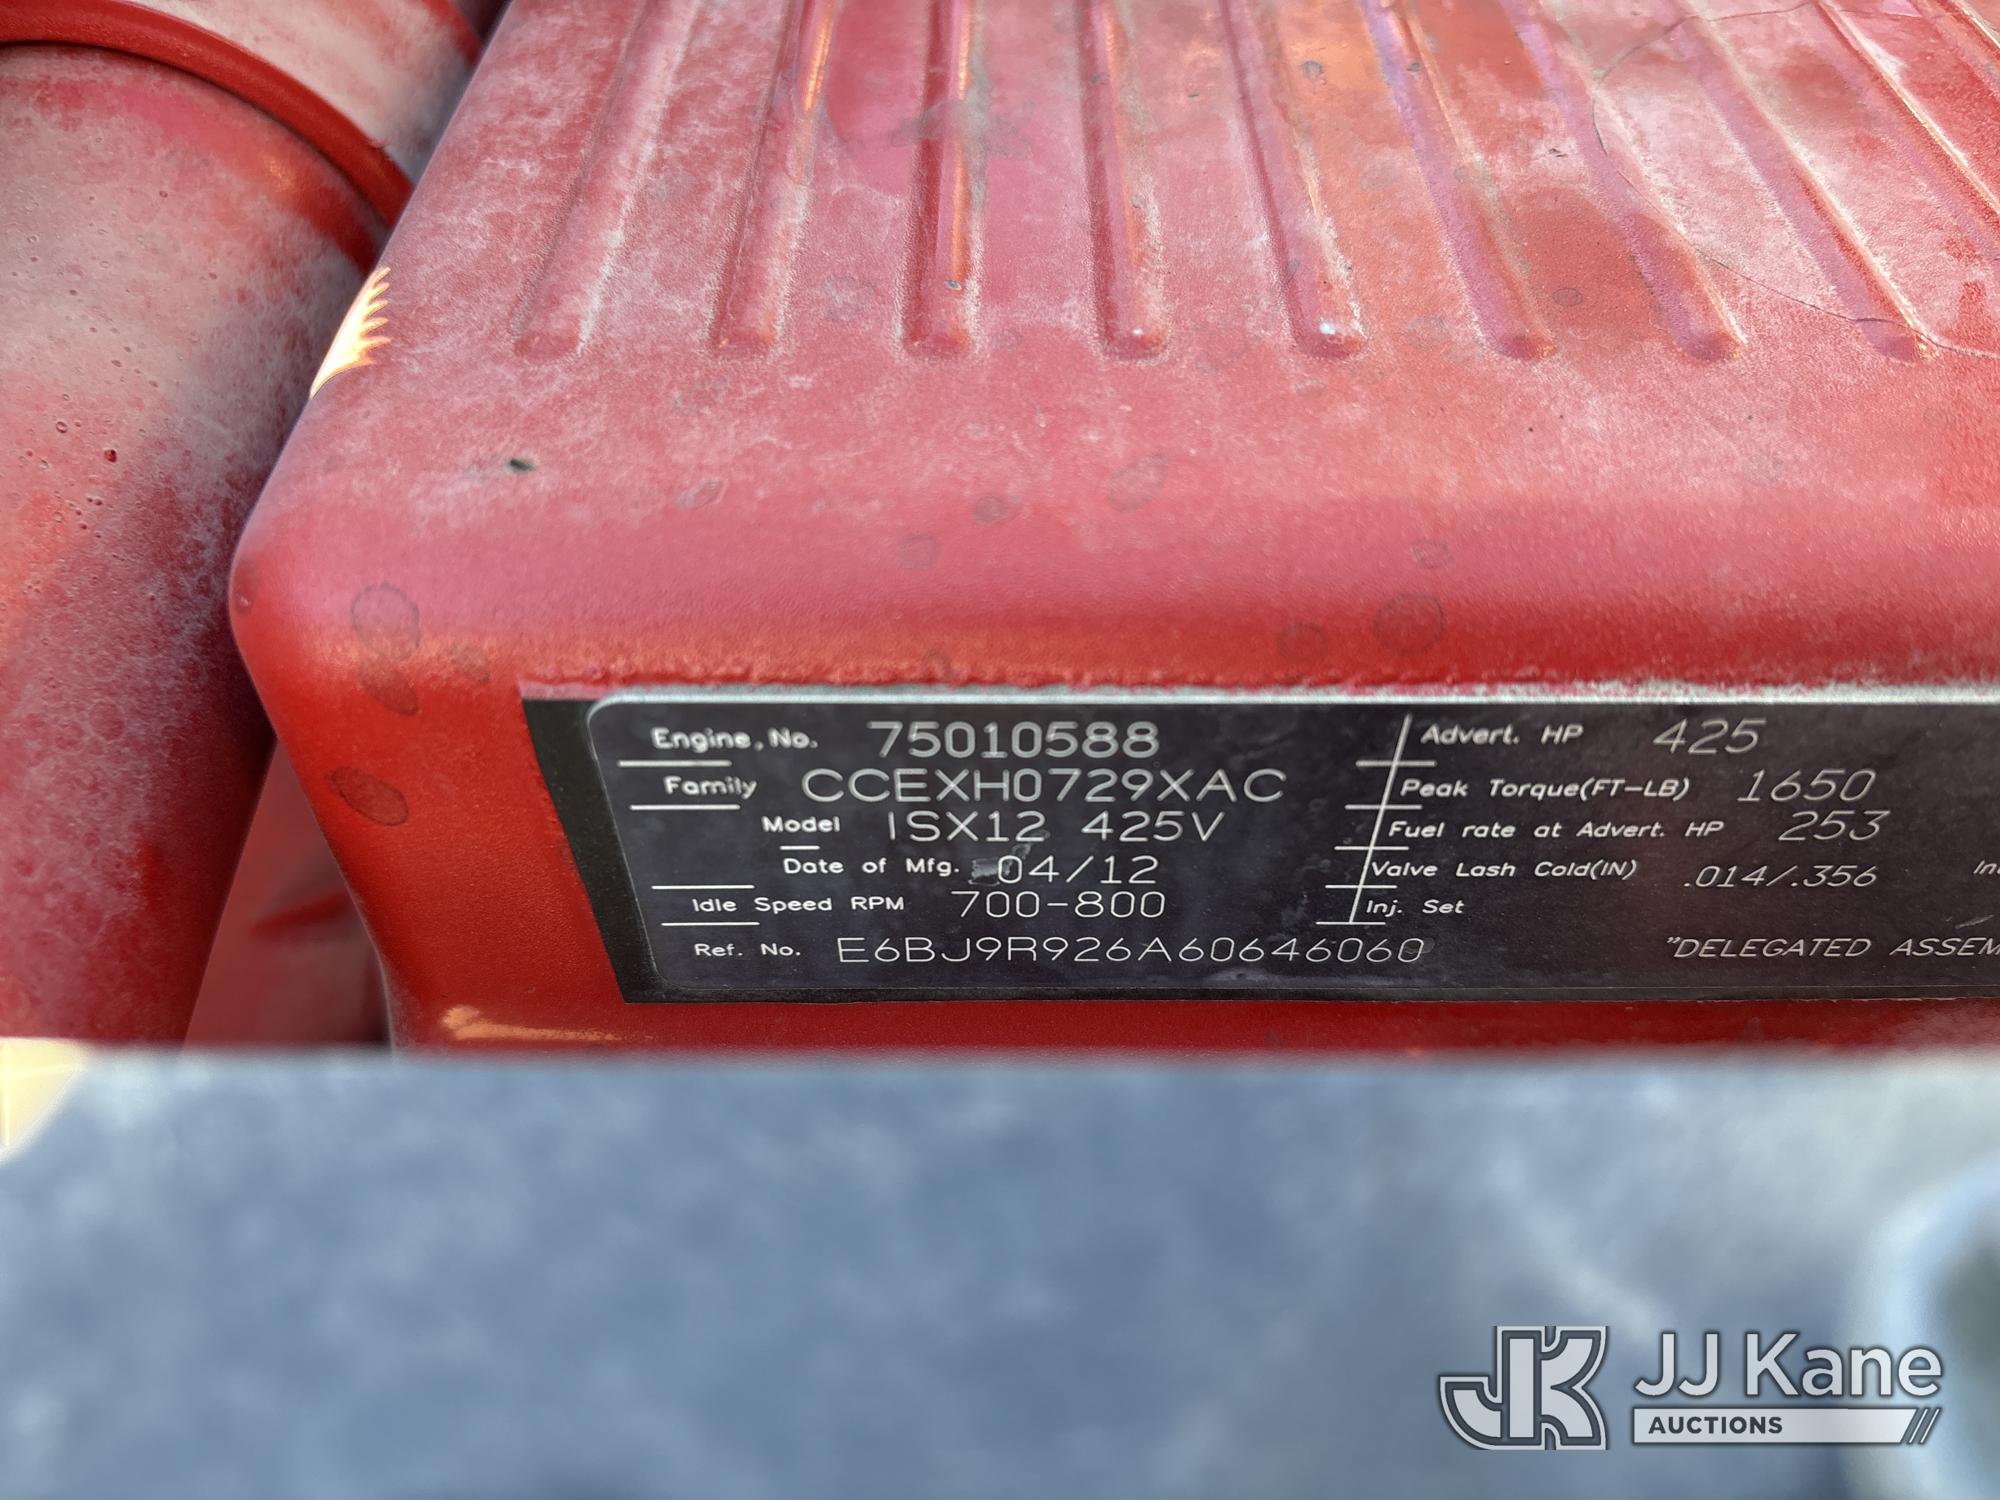 Engine. No. 75010588
Family CCEXH0729XAC
Model ISX12 425V
Date of Mfg. 04/12
Idle Speed RPM 700-800
Ref. No. E6BJ9R926A60646060
Advert. HP 425
Peak Torque(FT-LB) 1650
Fuel rate at Advert. HP 253
Valve Lash Cold(IN) .014/.356
Inj. Set
"DELEGATED
JK JJ Kane
AUCTIONS